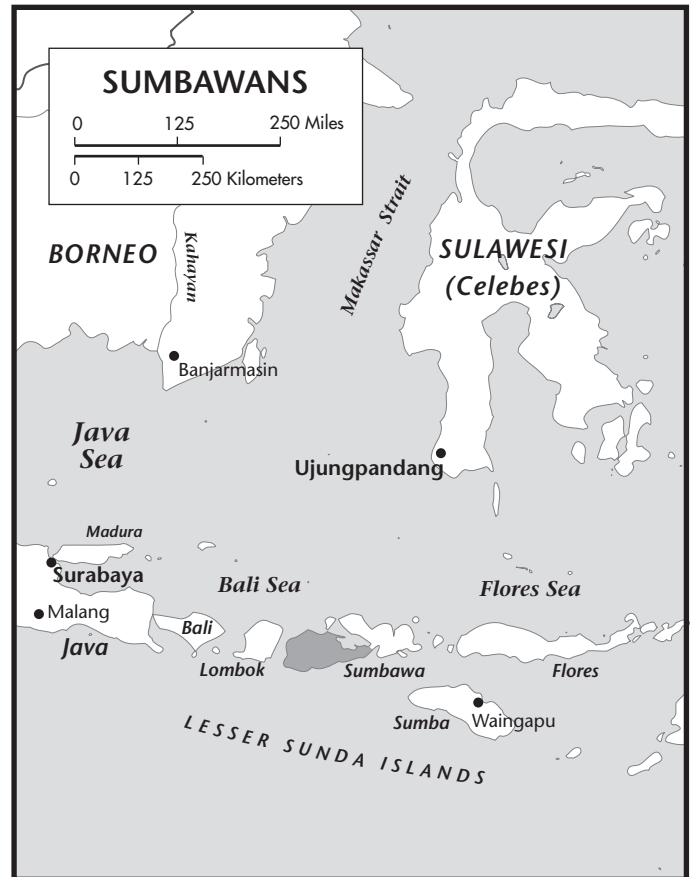 SUMBAWANS
0 125 250 Miles
0 125 250 Kilometers
BORNEO
Kahayan
Makassar Strait
SULAWESI
(Celebes)
Banjarmasin
Java
Sea
Ujungpandang
Madura
Surabaya
Bali Sea
Flores Sea
Malang
Bali
Java
Lombok
Sumbawa
Flores
Sumba
Waingapu
LESSER SUNDA ISLANDS